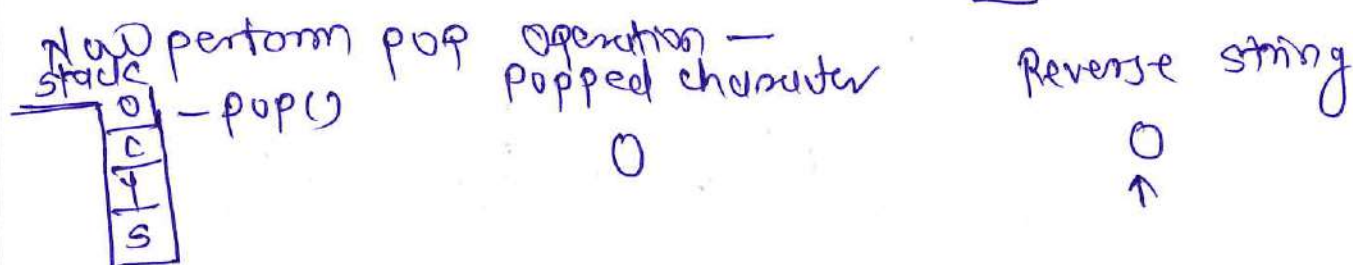 Now perform pop operation —
stack popped character Reverse string
O - pop() O O
C ↑
Y
S